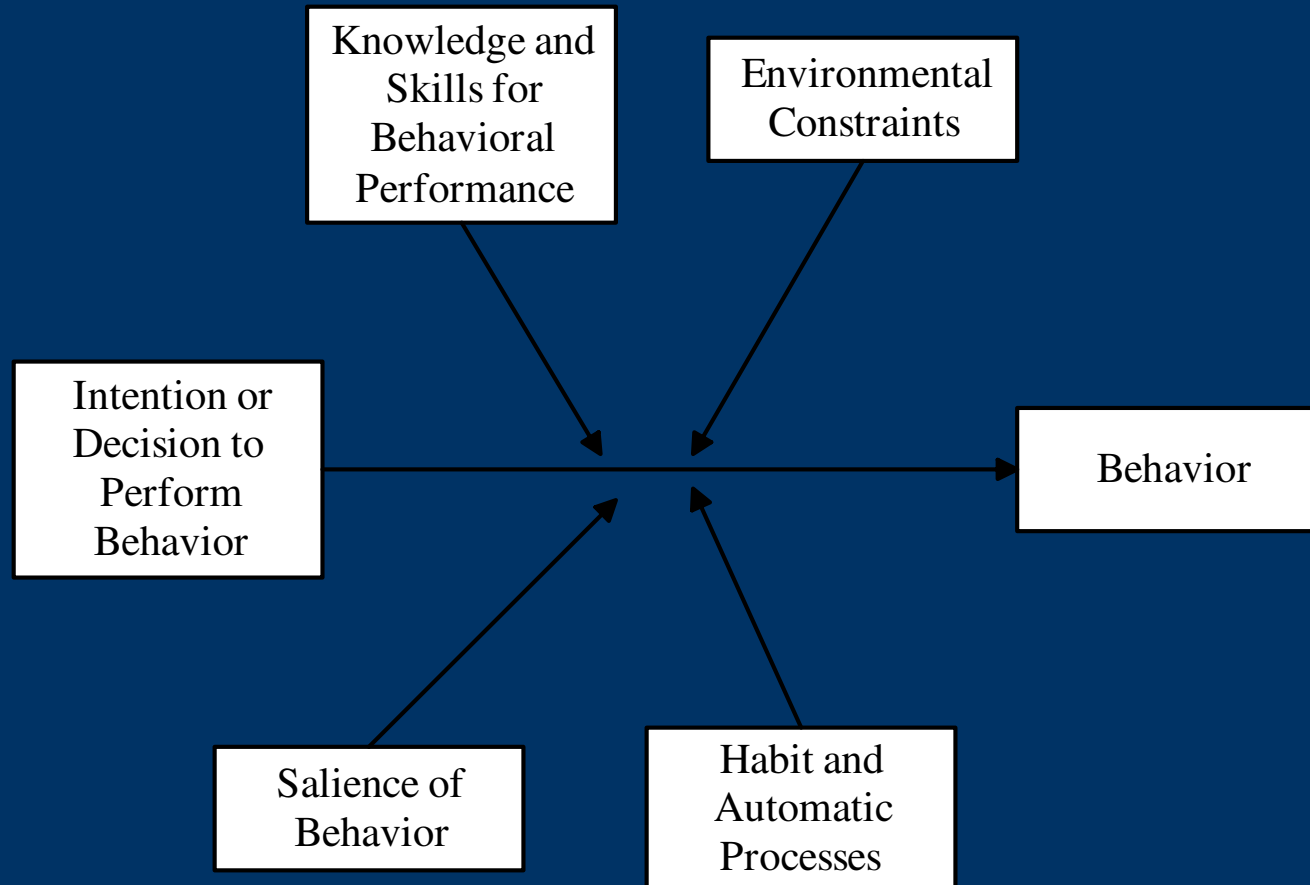 Knowledge and
Skills for
Behavioral
Performance
Environmental
Constraints
Intention or
Decision to
Perform
Behavior
Behavior
Salience of
Behavior
Habit and
Automatic
Processes